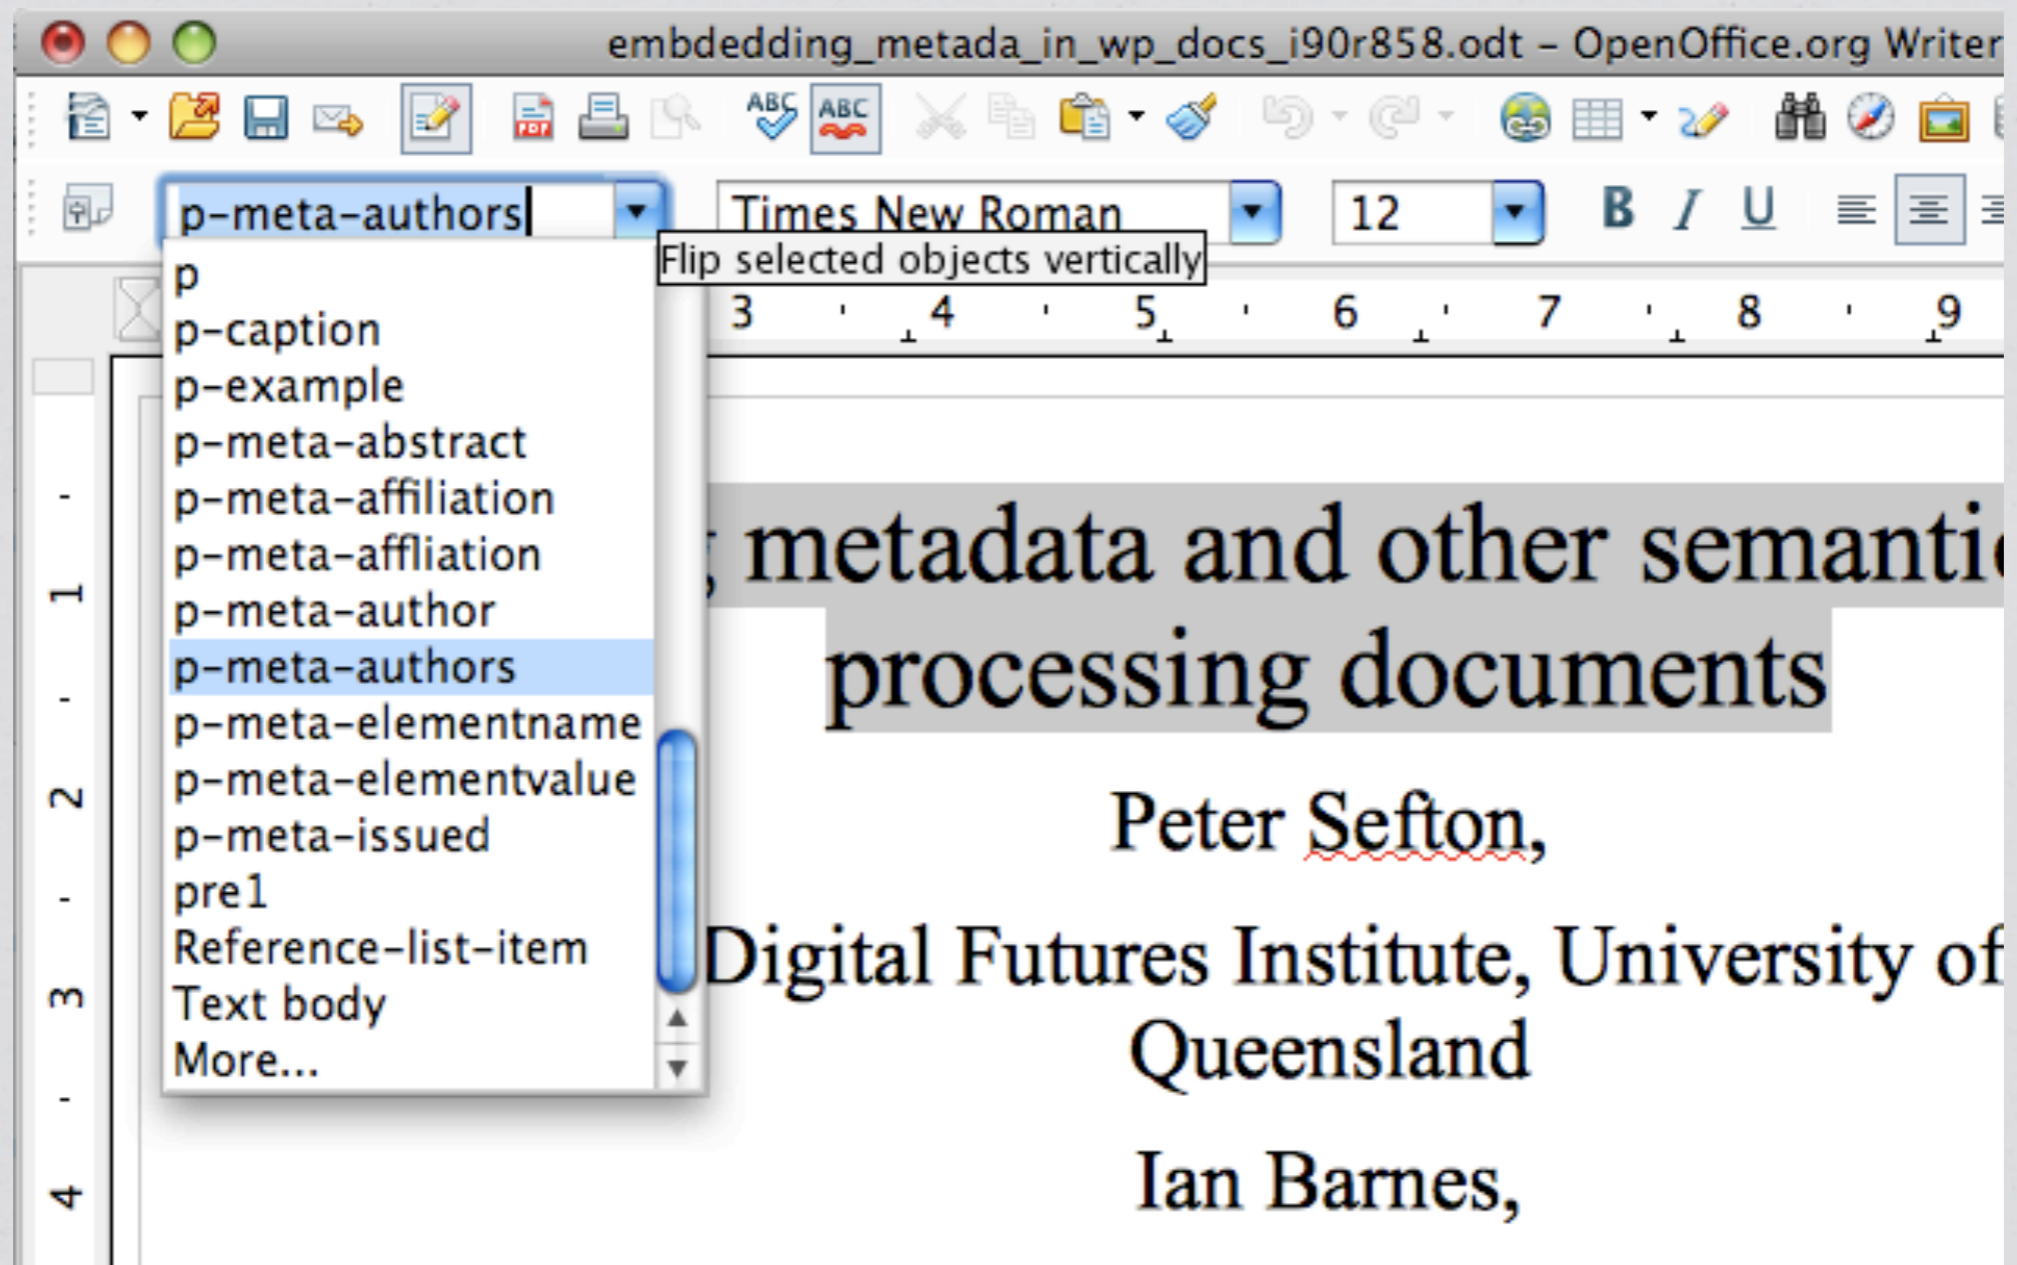 embdedding_metada_in_wp_docs_i90r858.odt – OpenOffice.org Writer
PDF ABC ABC
p-meta-authors Times New Roman 12 B I U
Flip selected objects vertically
3 4 5 6 7 8 9
p
p-caption
p-example
p-meta-abstract
p-meta-affiliation
p-meta-affliation
p-meta-author
p-meta-authors
p-meta-elementname
p-meta-elementvalue
p-meta-issued
pre1
Reference-list-item
Text body
More...
1
2
3
4
metadata and other semantic
processing documents
Peter Sefton,
Digital Futures Institute, University of
Queensland
Ian Barnes,